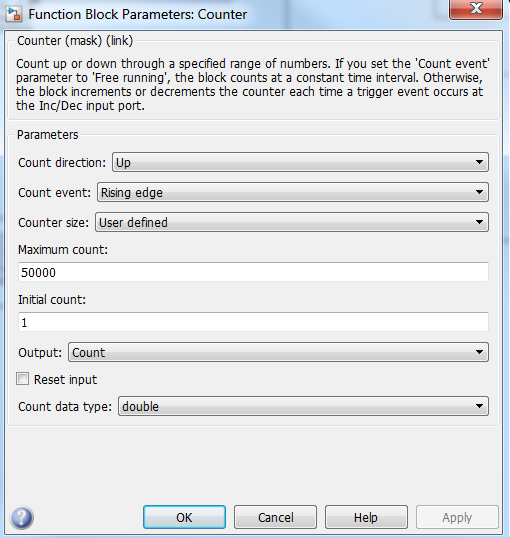 Function Block Parameters: Counter
Counter (mask) (link)
Count up or down through a specified range of numbers. If you set the 'Count event'
parameter to 'Free running', the block counts at a constant time interval. Otherwise,
the block increments or decrements the counter each time a trigger event occurs at
the Inc/Dec input port.
Parameters
Count direction: Up
Count event: Rising edge
Counter size: User defined
Maximum count:
50000
Initial count:
1
Output: Count
Reset input
Count data type: double
OK Cancel Help Apply